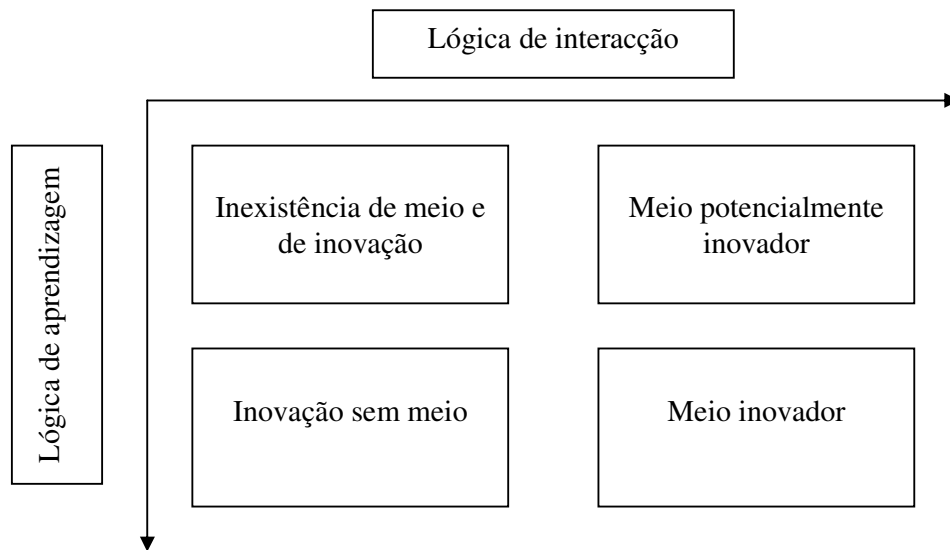 Lógica de interacção
Lógica de aprendizagem
Inexistência de meio e
de inovação
Meio potencialmente
inovador
Inovação sem meio
Meio inovador